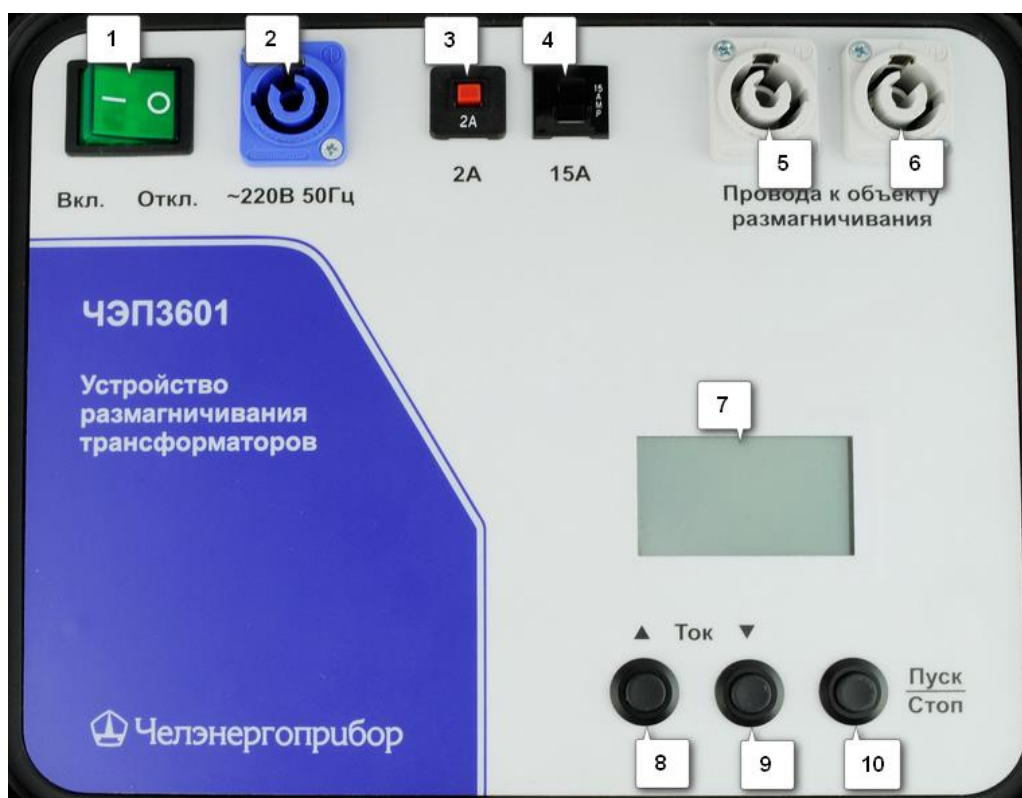 1
2
3
4
I O
2A
15 AMP
5
6
Вкл. Откл. ~220В 50Гц
2А
15А
Провода к объекту
размагничивания
ЧЭП3601
Устройство
размагничивания
трансформаторов
7
▲ Ток ▼
Пуск
Стоп
Челэнергоприбор
8
9
10